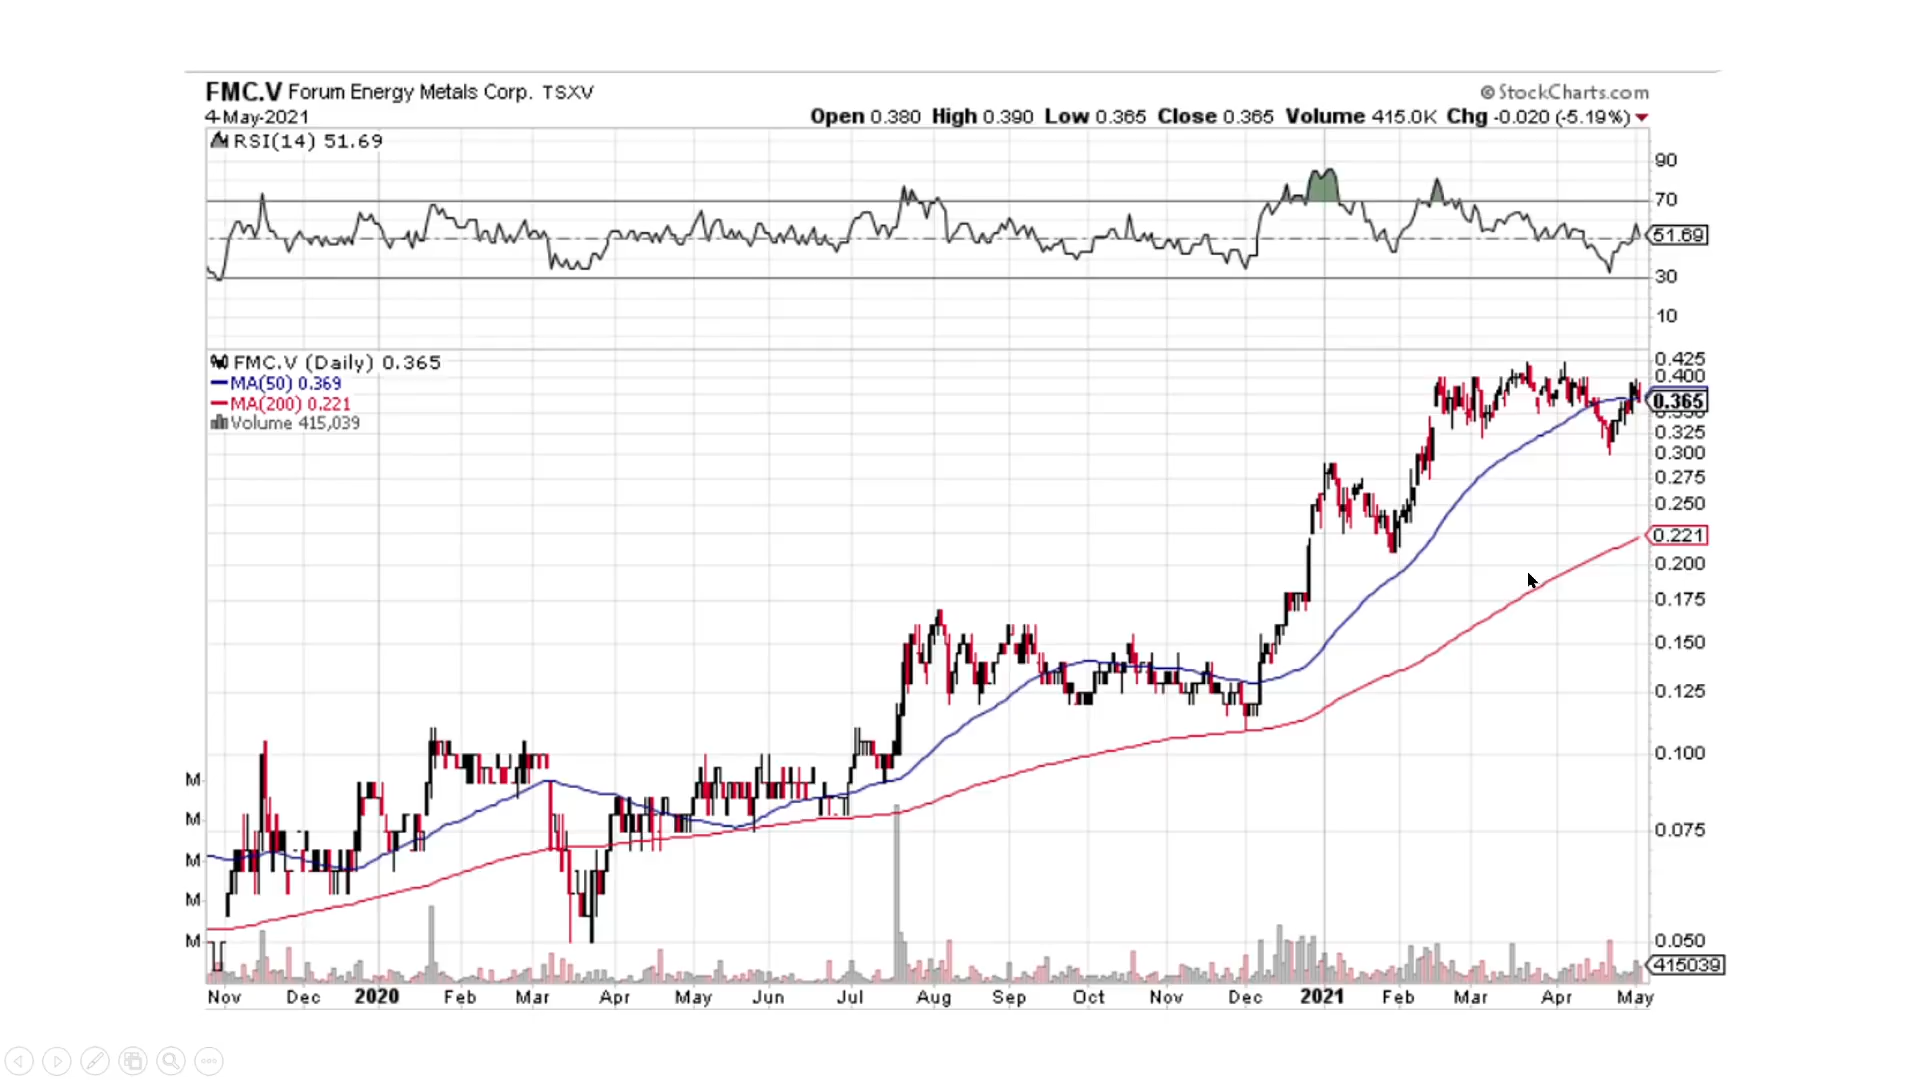 FMC.V Forum Energy Metals Corp. TSXV
© StockCharts.com
4-May-2021
Open 0.380 High 0.390 Low 0.365 Close 0.365 Volume 415.0K Chg -0.020 (-5.19%)
RSI(14) 51.69
90
70
51.69
30
10
FMC.V (Daily) 0.365
MA(50) 0.369
MA(200) 0.221
Volume 415,039
0.425
0.400
0.365
0.325
0.300
0.275
0.250
0.221
0.200
0.175
0.150
0.125
0.100
0.075
0.050
415039
M
M
M
M
M
Nov Dec 2020 Feb Mar Apr May Jun Jul Aug Sep Oct Nov Dec 2021 Feb Mar Apr May